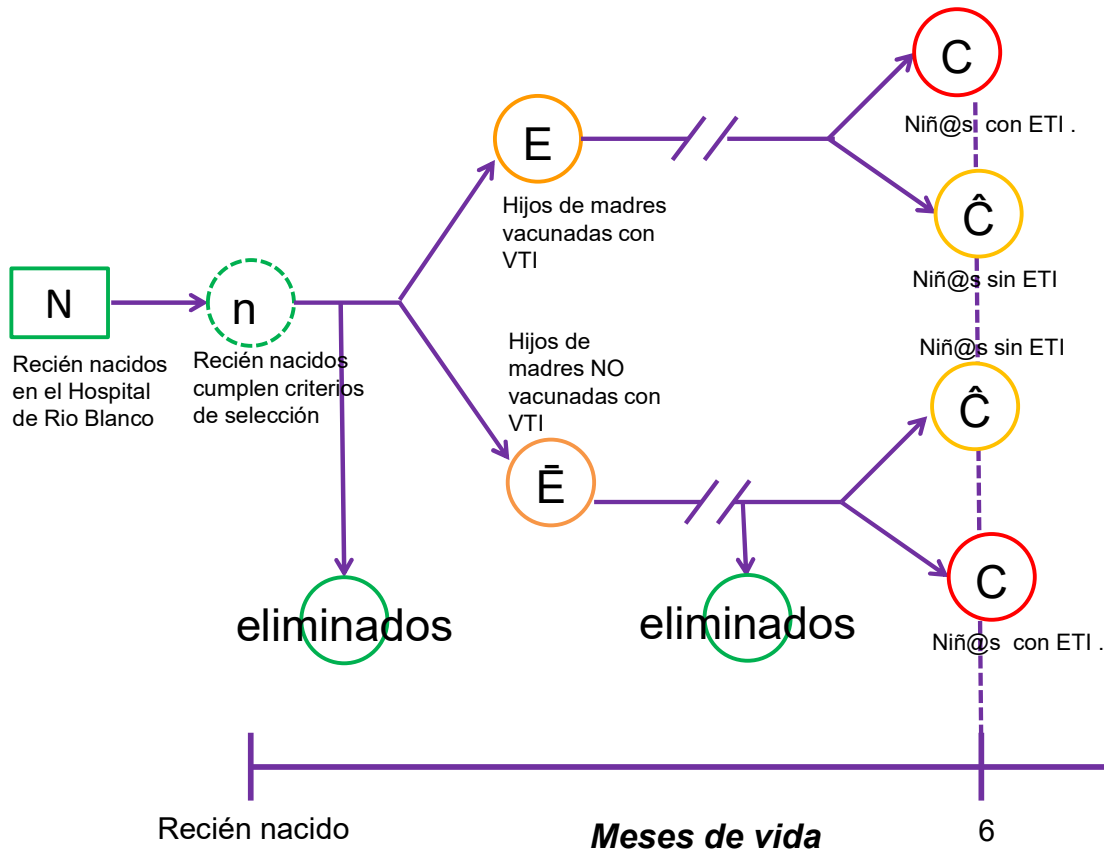 C
Niñ@s con ETI .
E
Hijos de madres
vacunadas con
VTI
Ĉ
Niñ@s sin ETI
N
Recién nacidos
en el Hospital
de Rio Blanco
n
Recién nacidos
cumplen criterios
de selección
Hijos de
madres NO
vacunadas con
VTI
Ē
Niñ@s sin ETI
Ĉ
C
Niñ@s con ETI .
eliminados
eliminados
Recién nacido
Meses de vida
6